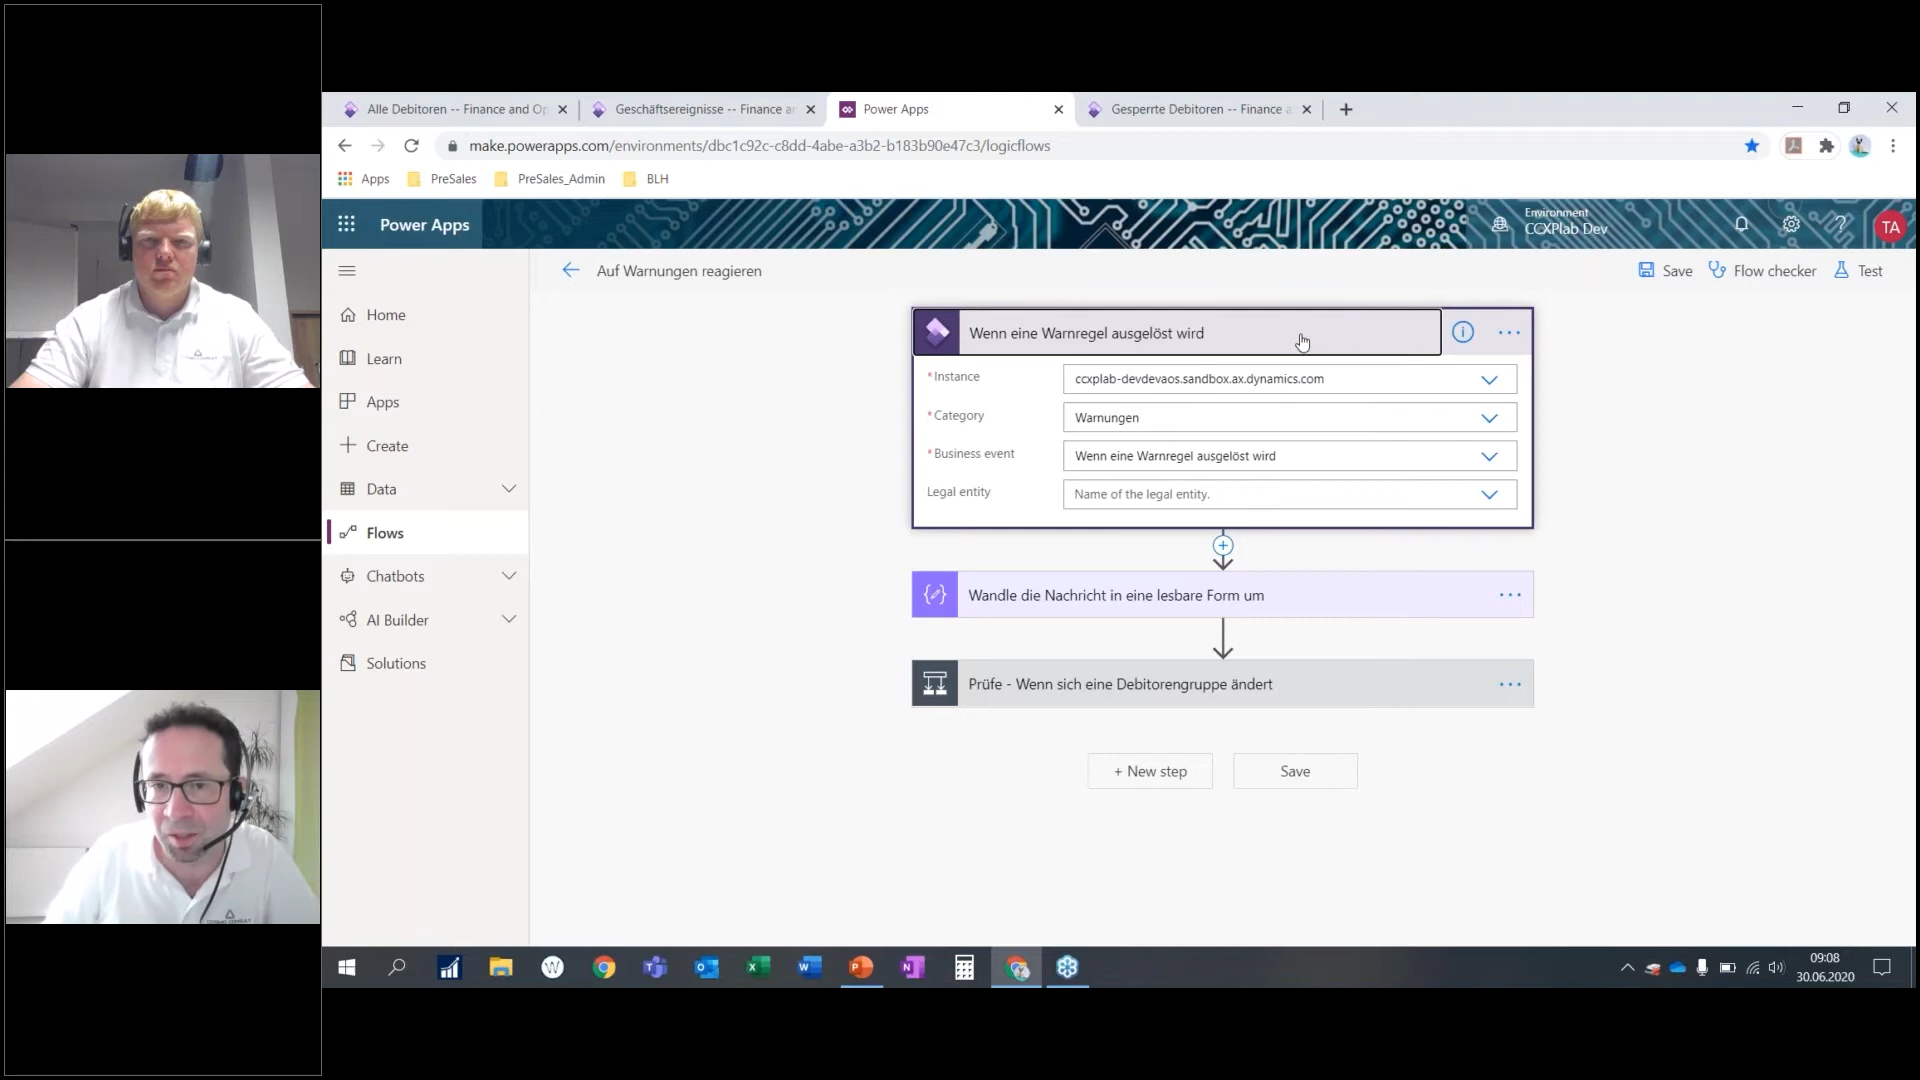 Alle Debitoren -- Finance and Op
Geschäftsereignisse -- Finance an
Power Apps
Gesperrte Debitoren -- Finance a
make.powerapps.com/environments/dbc1c92c-c8dd-4abe-a3b2-b183b90e47c3/logicflows
Apps
PreSales
PreSales_Admin
BLH
Power Apps
Environment
CCXPlab Dev
TA
Auf Warnungen reagieren
Save
Flow checker
Test
Home
Learn
Apps
Create
Data
Flows
Chatbots
AI Builder
Solutions
Wenn eine Warnregel ausgelöst wird
*Instance
ccxplab-devdevaos.sandbox.ax.dynamics.com
*Category
Warnungen
*Business event
Wenn eine Warnregel ausgelöst wird
Legal entity
Name of the legal entity.
Wandle die Nachricht in eine lesbare Form um
Prüfe - Wenn sich eine Debitorengruppe ändert
+ New step
Save
COSMO CONSULT
09:08
30.06.2020